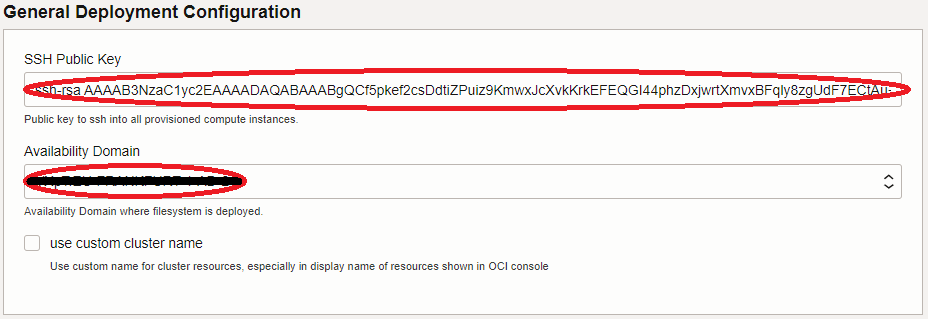 General Deployment Configuration
SSH Public Key
ssh-rsa AAAAB3NzaC1yc2EAAAADAQABAAABgQCf5pkef2csDdtiZPuiz9KmwxJcXvkKrkEFEQGI44phzDxjwrtXmvxBFqIy8zgUdF7ECtAu-
Public key to ssh into all provisioned compute instances.
Availability Domain
Availability Domain where filesystem is deployed.
use custom cluster name
Use custom name for cluster resources, especially in display name of resources shown in OCI console